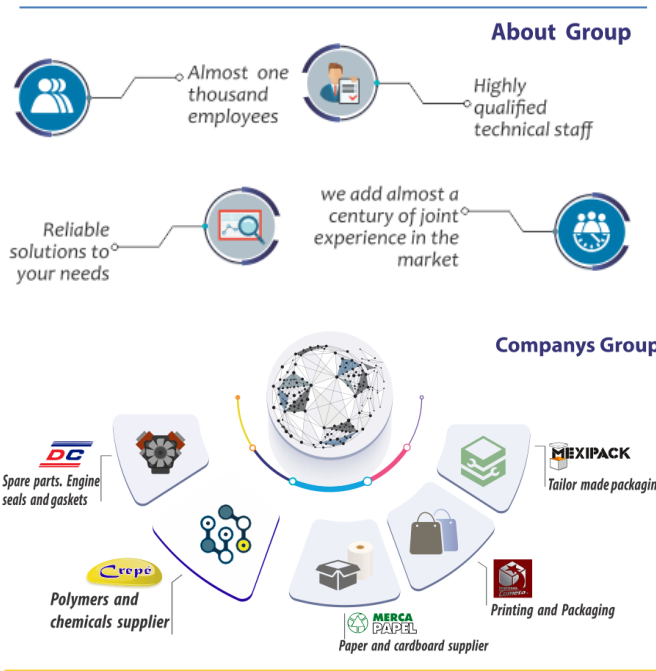 About Group
Almost one
thousand
employees
Highly
qualified
technical staff
Reliable
solutions to
your needs
we add almost a
century of joint
experience in the
market
Companys Group
DC
Spare parts. Engine
seals and gaskets
MEXIPACK
Tailor made packagin
Crepé
Polymers and
chemicals supplier
Printing and Packaging
MERCA
PAPEL
Paper and cardboard supplier